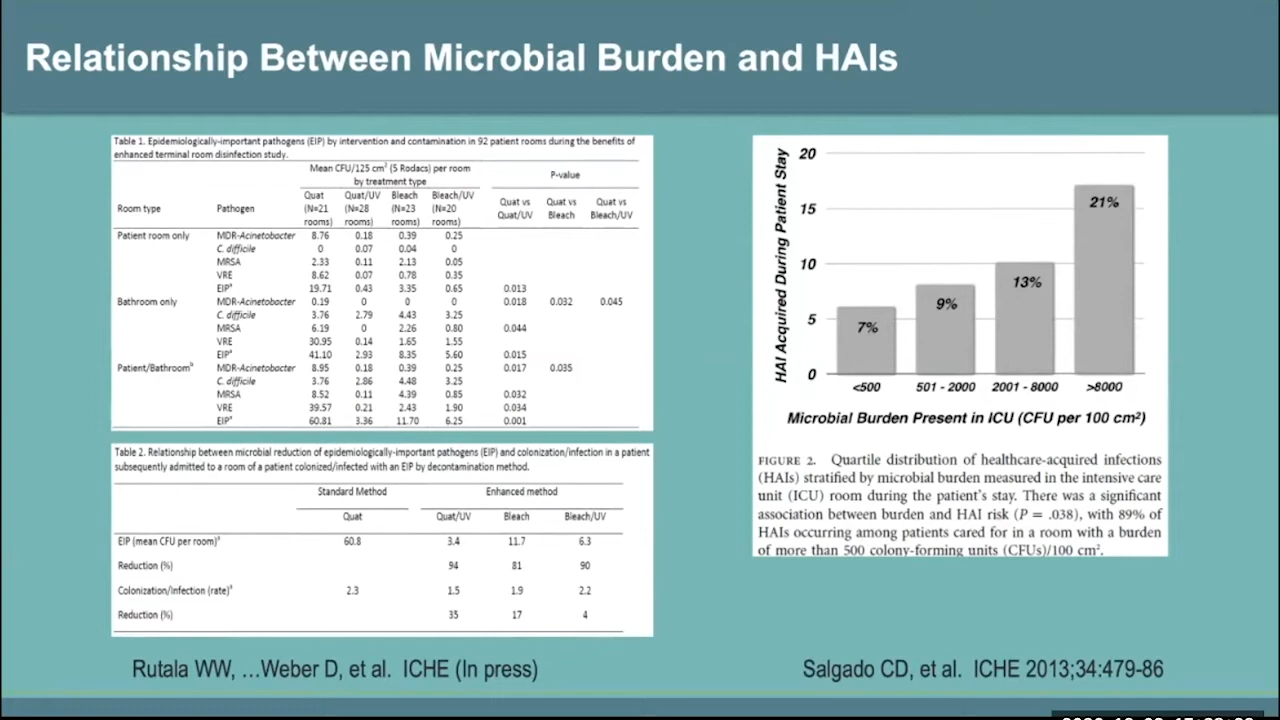 Relationship Between Microbial Burden and HAIs
Table 1. Epidemiologically-important pathogens (EIP) by intervention and contamination in 92 patient rooms during the benefits of
enhanced terminal room disinfection study.
Mean CFU/125 cm² (5 Rodacs) per room
by treatment type
P-value
Room type Pathogen Quat (N=21 rooms) Quat/UV (N=28 rooms) Bleach (N=23 rooms) Bleach/UV (N=20 rooms) Quat vs Quat/UV Quat vs Bleach Quat vs Bleach/UV
Patient room only MDR-Acinetobacter 8.76 0.18 0.39 0.25
C. difficile 0 0.07 0.04 0
MRSA 2.33 0.11 2.13 0.05
VRE 8.62 0.07 0.78 0.35
EIPᵃ 19.71 0.43 3.35 0.65 0.013
Bathroom only MDR-Acinetobacter 0.19 0 0 0 0.018 0.032 0.045
C. difficile 3.76 2.79 4.43 3.25
MRSA 6.19 0 2.26 0.80 0.044
VRE 30.95 0.14 1.65 1.55
EIPᵃ 41.10 2.93 8.35 5.60 0.015
Patient/Bathroomᵇ MDR-Acinetobacter 8.95 0.18 0.39 0.25 0.017 0.035
C. difficile 3.76 2.86 4.48 3.25
MRSA 8.52 0.11 4.39 0.85 0.032
VRE 39.57 0.21 2.43 1.90 0.034
EIPᵃ 60.81 3.36 11.70 6.25 0.001
Table 2. Relationship between microbial reduction of epidemiologically-important pathogens (EIP) and colonization/infection in a patient
subsequently admitted to a room of a patient colonized/infected with an EIP by decontamination method.
Standard Method Enhanced method
Quat Quat/UV Bleach Bleach/UV
EIP (mean CFU per room)ᵃ 60.8 3.4 11.7 6.3
Reduction (%) 94 81 90
Colonization/Infection (rate)ᵃ 2.3 1.5 1.9 2.2
Reduction (%) 35 17 4
Rutala WW, …Weber D, et al. ICHE (In press)
HAI Acquired During Patient Stay
20
15
10
5
0
7%
9%
13%
21%
<500 501 - 2000 2001 - 8000 >8000
Microbial Burden Present in ICU (CFU per 100 cm²)
FIGURE 2. Quartile distribution of healthcare-acquired infections
(HAIs) stratified by microbial burden measured in the intensive care
unit (ICU) room during the patient's stay. There was a significant
association between burden and HAI risk (P = .038), with 89% of
HAIs occurring among patients cared for in a room with a burden
of more than 500 colony-forming units (CFUs)/100 cm².
Salgado CD, et al. ICHE 2013;34:479-86